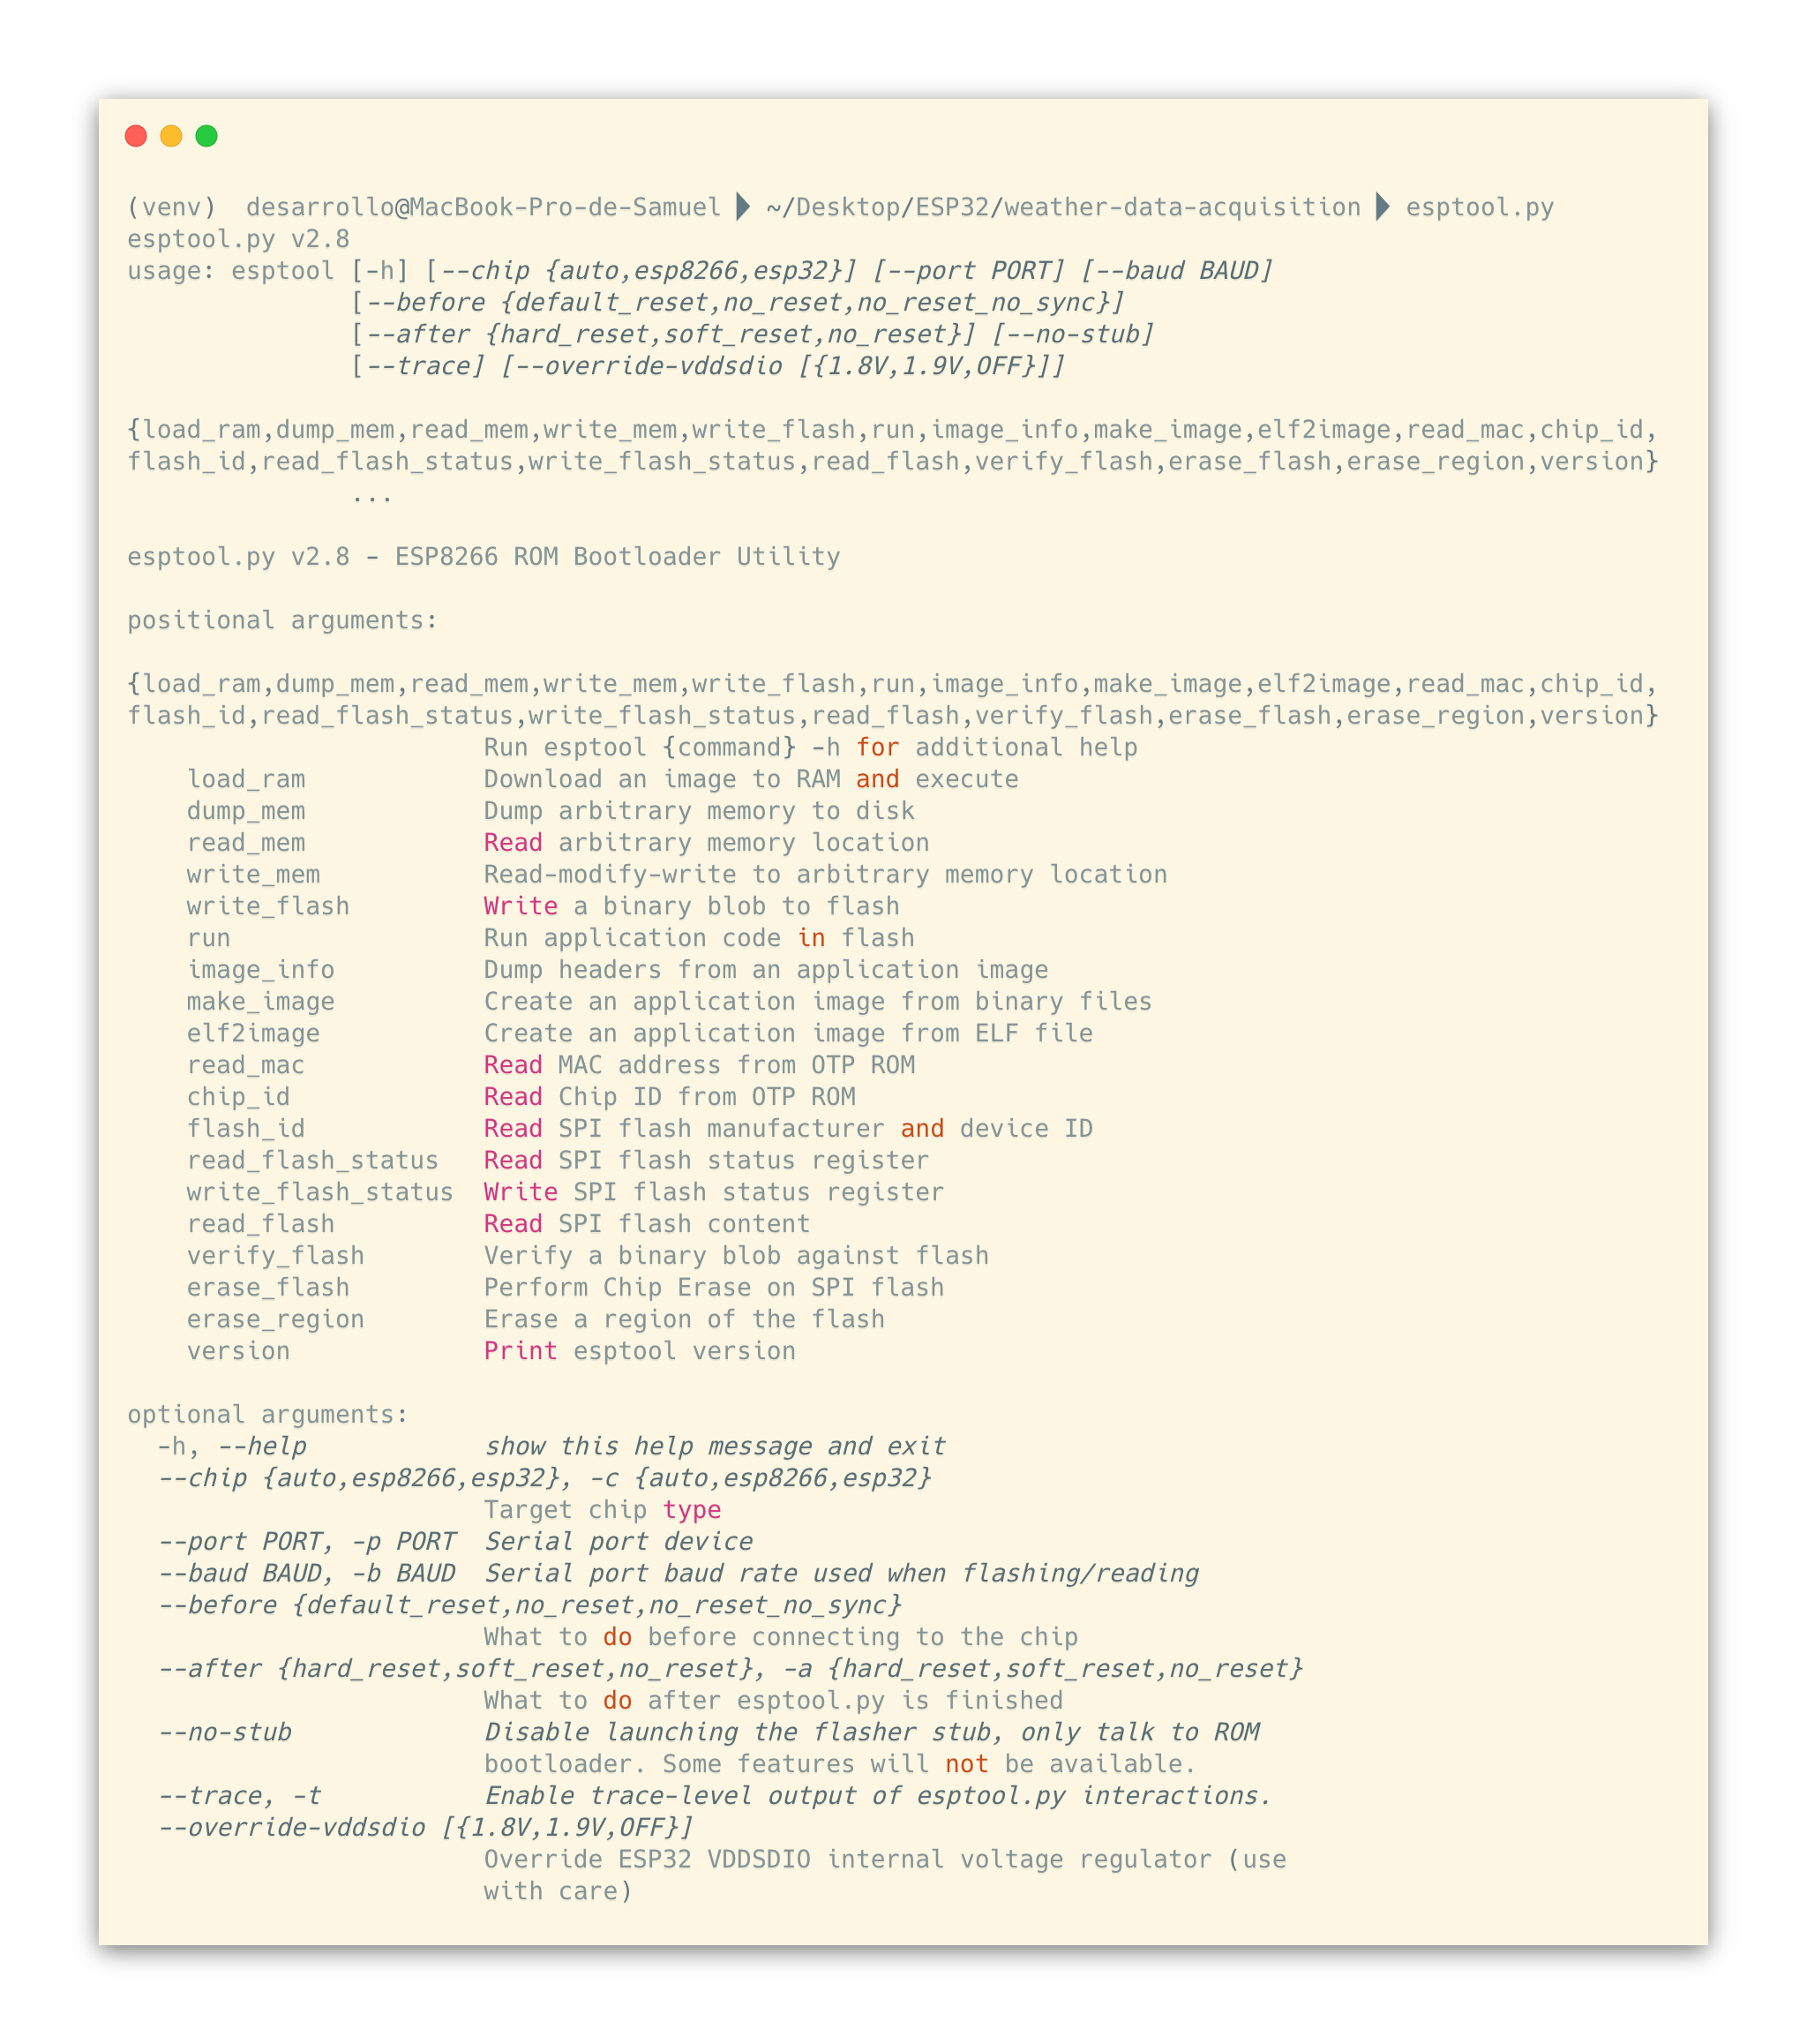 (venv)  desarrollo@MacBook-Pro-de-Samuel  ~/Desktop/ESP32/weather-data-acquisition  esptool.py
esptool.py v2.8
usage: esptool [-h] [--chip {auto,esp8266,esp32}] [--port PORT] [--baud BAUD]
               [--before {default_reset,no_reset,no_reset_no_sync}]
               [--after {hard_reset,soft_reset,no_reset}] [--no-stub]
               [--trace] [--override-vddsdio [{1.8V,1.9V,OFF}]]

{load_ram,dump_mem,read_mem,write_mem,write_flash,run,image_info,make_image,elf2image,read_mac,chip_id,
flash_id,read_flash_status,write_flash_status,read_flash,verify_flash,erase_flash,erase_region,version}
               ...

esptool.py v2.8 - ESP8266 ROM Bootloader Utility

positional arguments:

{load_ram,dump_mem,read_mem,write_mem,write_flash,run,image_info,make_image,elf2image,read_mac,chip_id,
flash_id,read_flash_status,write_flash_status,read_flash,verify_flash,erase_flash,erase_region,version}
                        Run esptool {command} -h for additional help
    load_ram            Download an image to RAM and execute
    dump_mem            Dump arbitrary memory to disk
    read_mem            Read arbitrary memory location
    write_mem           Read-modify-write to arbitrary memory location
    write_flash         Write a binary blob to flash
    run                 Run application code in flash
    image_info          Dump headers from an application image
    make_image          Create an application image from binary files
    elf2image           Create an application image from ELF file
    read_mac            Read MAC address from OTP ROM
    chip_id             Read Chip ID from OTP ROM
    flash_id            Read SPI flash manufacturer and device ID
    read_flash_status   Read SPI flash status register
    write_flash_status  Write SPI flash status register
    read_flash          Read SPI flash content
    verify_flash        Verify a binary blob against flash
    erase_flash         Perform Chip Erase on SPI flash
    erase_region        Erase a region of the flash
    version             Print esptool version

optional arguments:
  -h, --help            show this help message and exit
  --chip {auto,esp8266,esp32}, -c {auto,esp8266,esp32}
                        Target chip type
  --port PORT, -p PORT  Serial port device
  --baud BAUD, -b BAUD  Serial port baud rate used when flashing/reading
  --before {default_reset,no_reset,no_reset_no_sync}
                        What to do before connecting to the chip
  --after {hard_reset,soft_reset,no_reset}, -a {hard_reset,soft_reset,no_reset}
                        What to do after esptool.py is finished
  --no-stub             Disable launching the flasher stub, only talk to ROM
                        bootloader. Some features will not be available.
  --trace, -t           Enable trace-level output of esptool.py interactions.
  --override-vddsdio [{1.8V,1.9V,OFF}]
                        Override ESP32 VDDSDIO internal voltage regulator (use
                        with care)